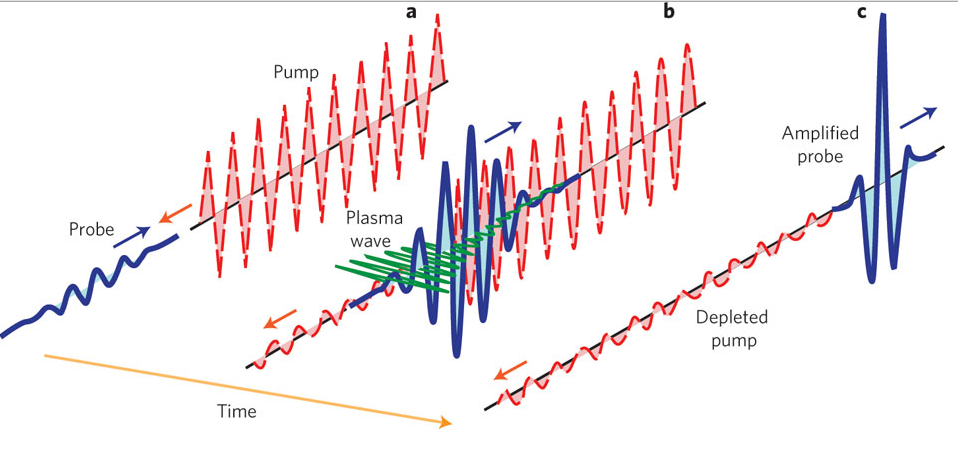 a
b
c
Pump
Probe
Plasma
wave
Amplified
probe
Depleted
pump
Time